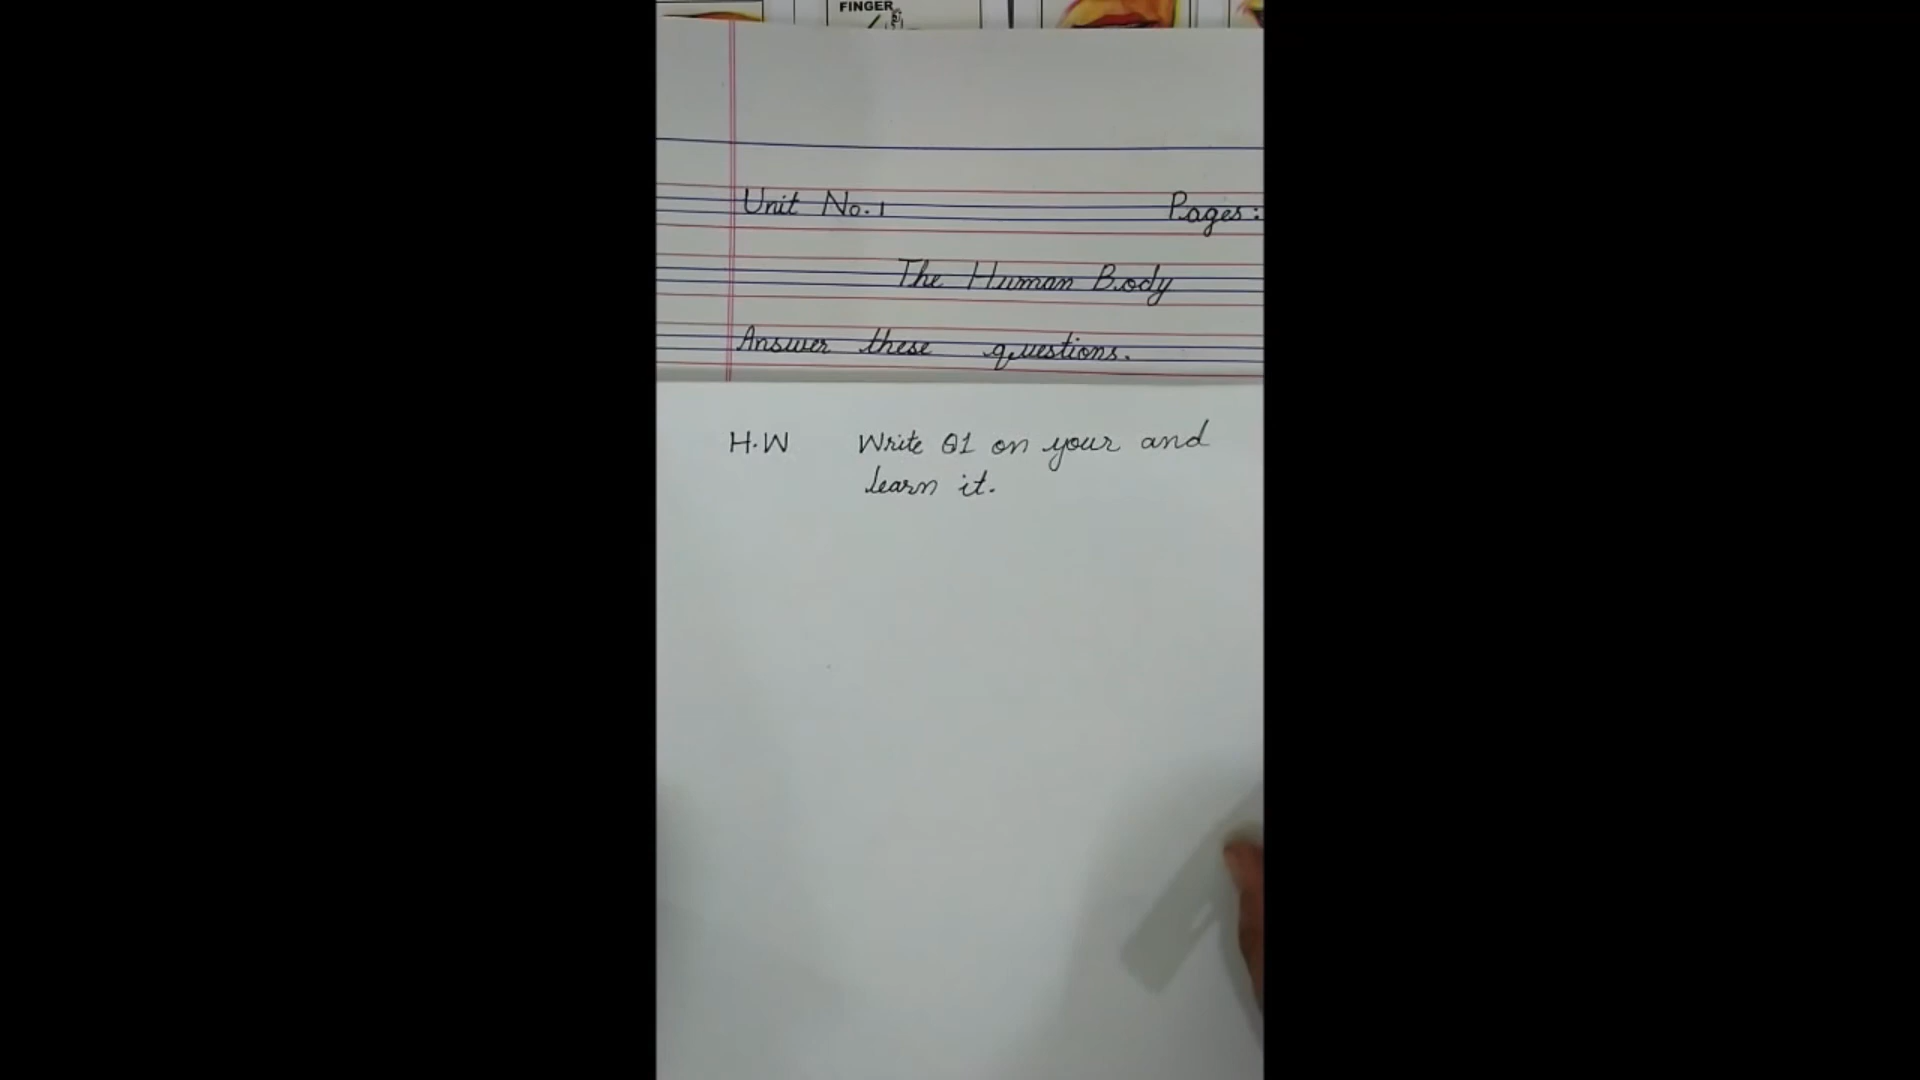 FINGER
Unit No. 1 Pages:
The Human Body
Answer these questions.
H.W Write Q1 on your and
learn it.